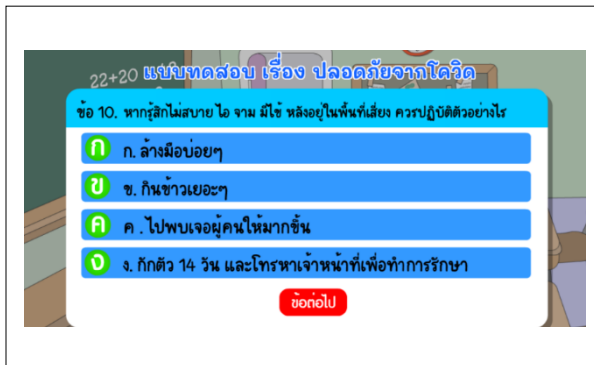 22+20
แบบทดสอบ เรื่อง ปลอดภัยจากโควิด
ข้อ 10. หากรู้สึกไม่สบาย ไอ จาม มีไข้ หลังอยู่ในพื้นที่เสี่ยง ควรปฏิบัติตัวอย่างไร
ก ก. ล้างมือบ่อยๆ
ข ข. กินข้าวเยอะๆ
ค ค . ไปพบเจอผู้คนให้มากขึ้น
ง ง. กักตัว 14 วัน และโทรหาเจ้าหน้าที่เพื่อทำการรักษา
ข้อต่อไป